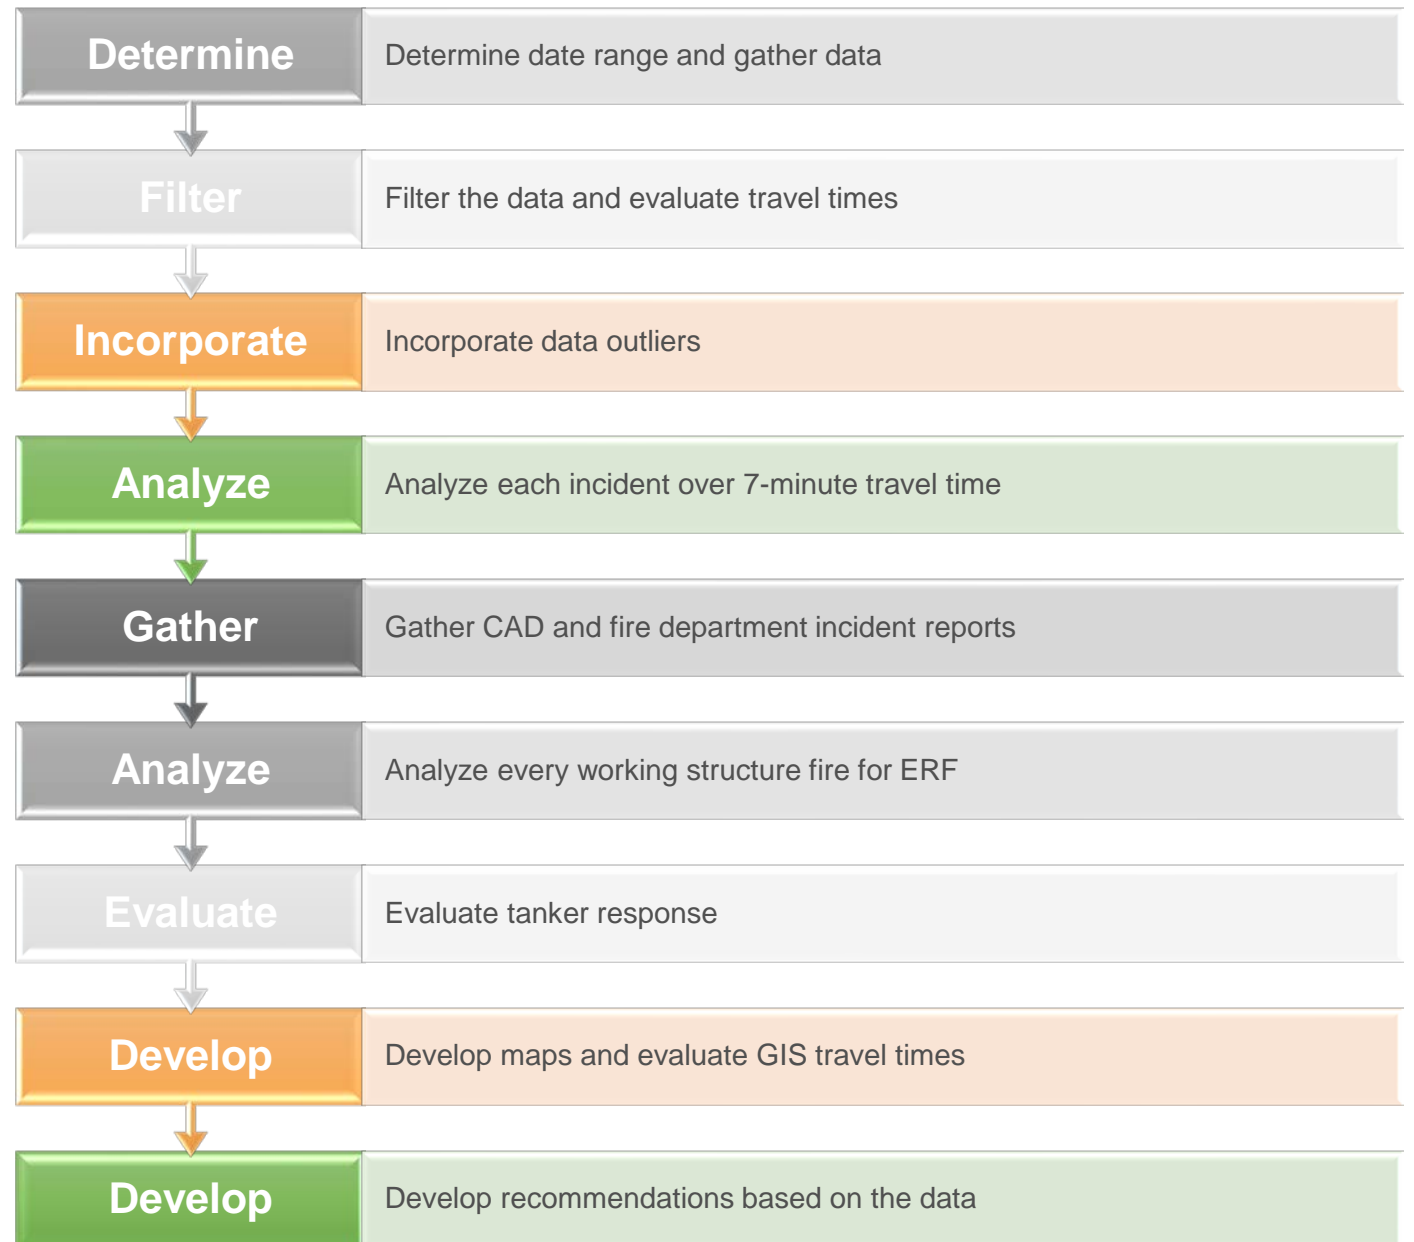 Determine
Determine date range and gather data
Filter
Filter the data and evaluate travel times
Incorporate
Incorporate data outliers
Analyze
Analyze each incident over 7-minute travel time
Gather
Gather CAD and fire department incident reports
Analyze
Analyze every working structure fire for ERF
Evaluate
Evaluate tanker response
Develop
Develop maps and evaluate GIS travel times
Develop
Develop recommendations based on the data